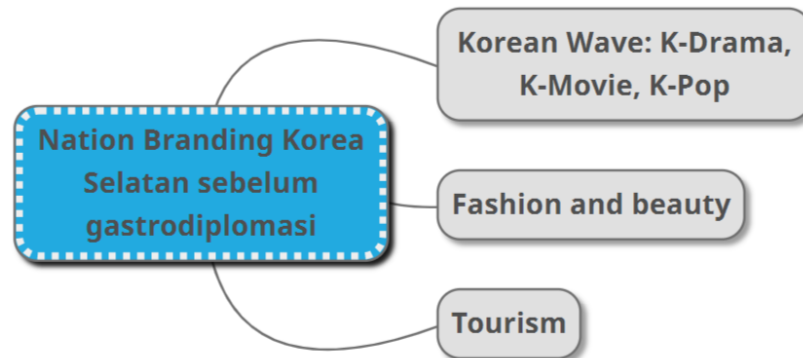 Nation Branding Korea
Selatan sebelum
gastrodiplomasi
Korean Wave: K-Drama,
K-Movie, K-Pop
Fashion and beauty
Tourism